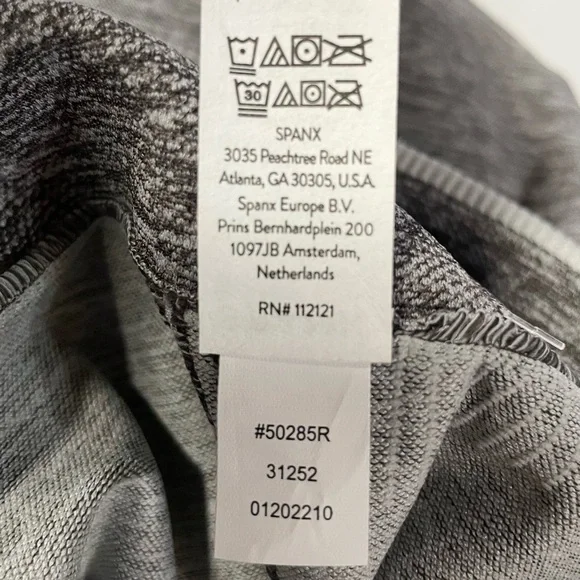 30
SPANX
3035 Peachtree Road NE
Atlanta, GA 30305, U.S.A.
Spanx Europe B.V.
Prins Bernhardplein 200
1097JB Amsterdam,
Netherlands
RN# 112121
#50285R
31252
01202210